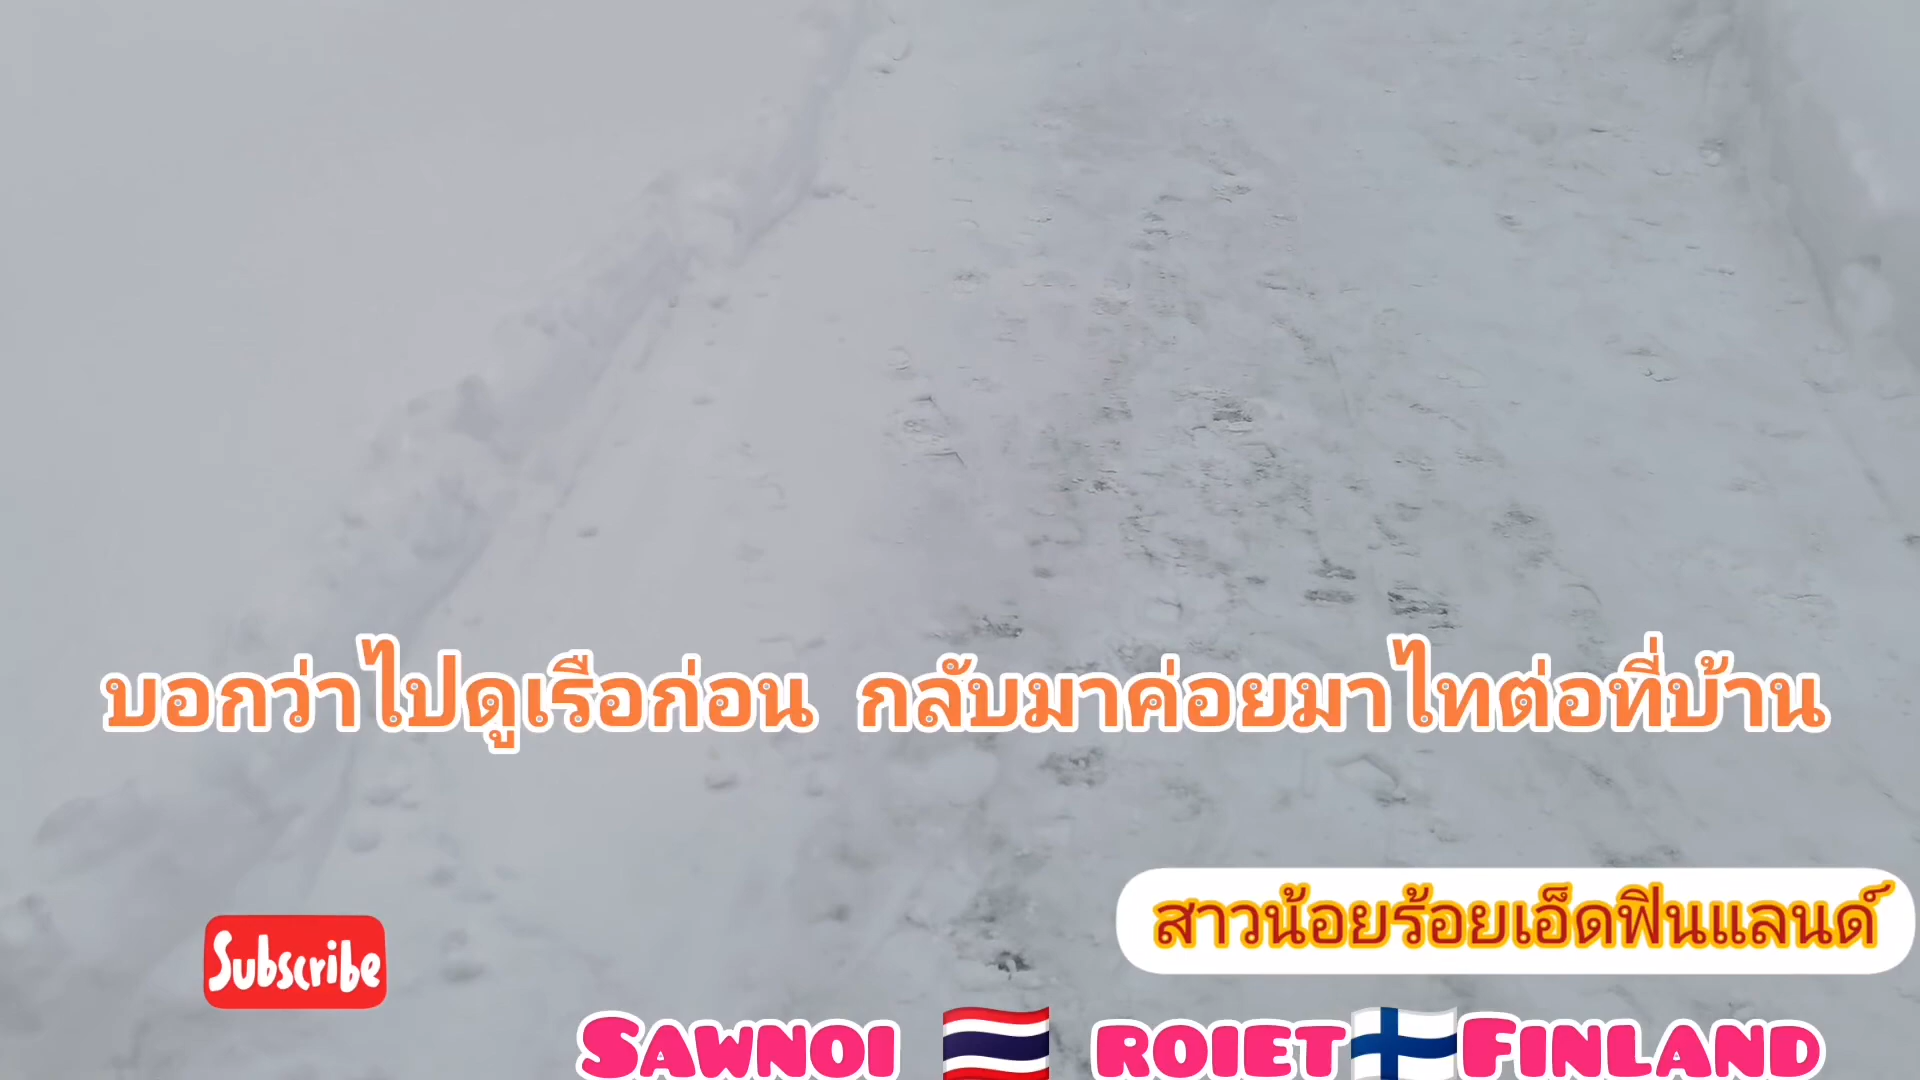 บอกว่าไปดูเรือก่อน กลับมาค่อยมาไทต่อที่บ้าน
สาวน้อยร้อยเอ็ดฟินแลนด์
Subscribe
Sawnoi 🇹🇭 roiet🇫🇮Finland